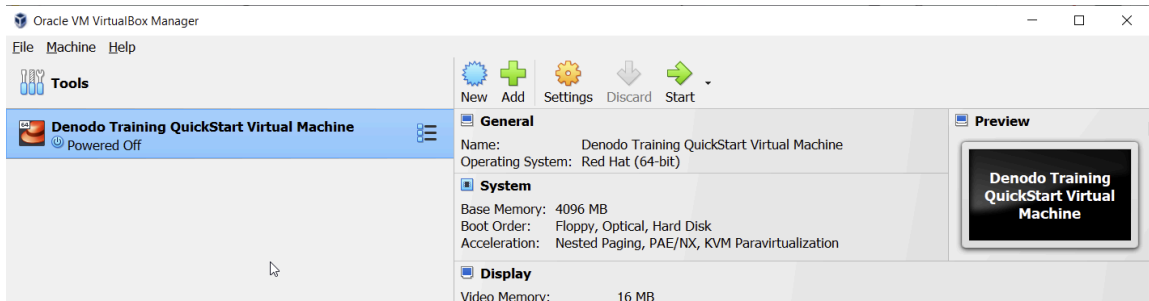 Oracle VM VirtualBox Manager
File Machine Help
Tools
New Add Settings Discard Start
64
Denodo Training QuickStart Virtual Machine
Powered Off
General
Name: Denodo Training QuickStart Virtual Machine
Operating System: Red Hat (64-bit)
System
Base Memory: 4096 MB
Boot Order: Floppy, Optical, Hard Disk
Acceleration: Nested Paging, PAE/NX, KVM Paravirtualization
Display
Video Memory: 16 MB
Preview
Denodo Training
QuickStart Virtual
Machine